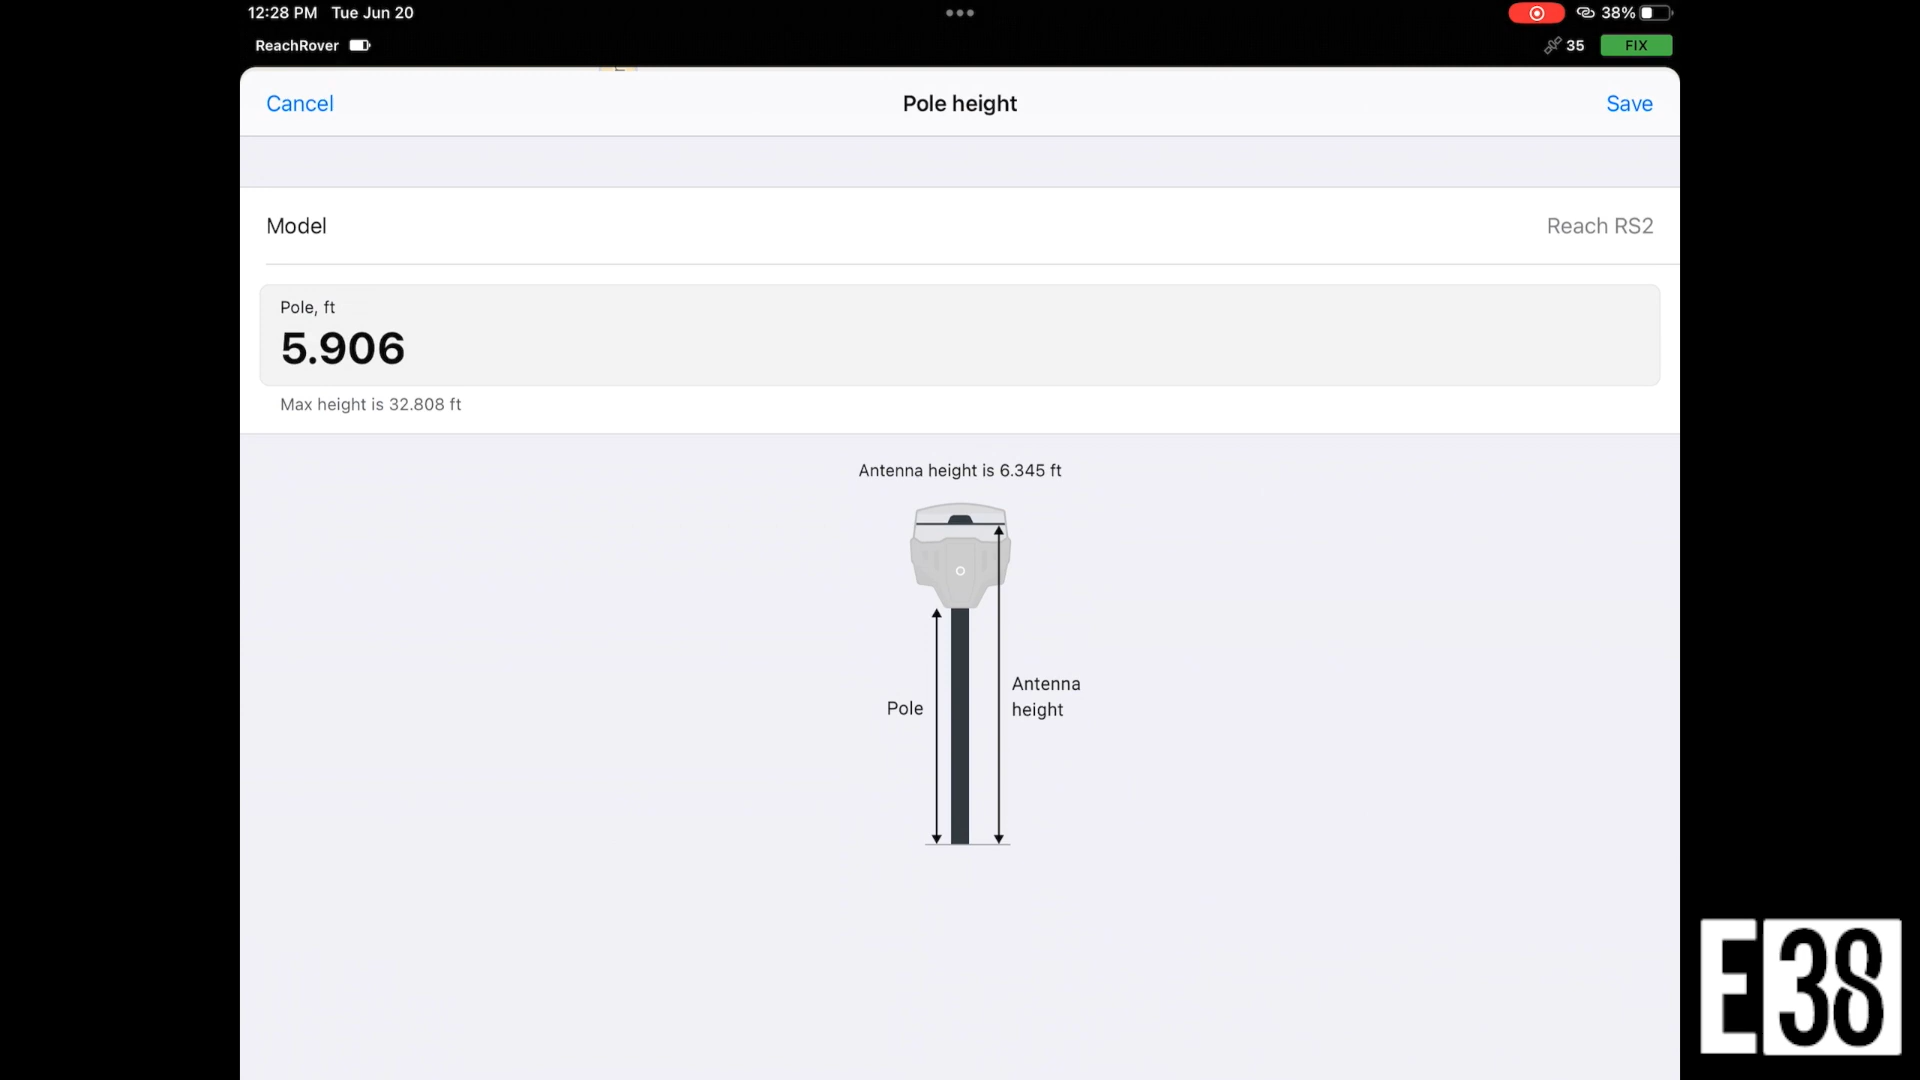 12:28 PM Tue Jun 20
38%
ReachRover
35
FIX
Cancel
Pole height
Save
Model
Reach RS2
Pole, ft
5.906
Max height is 32.808 ft
Antenna height is 6.345 ft
Pole
Antenna
height
E38